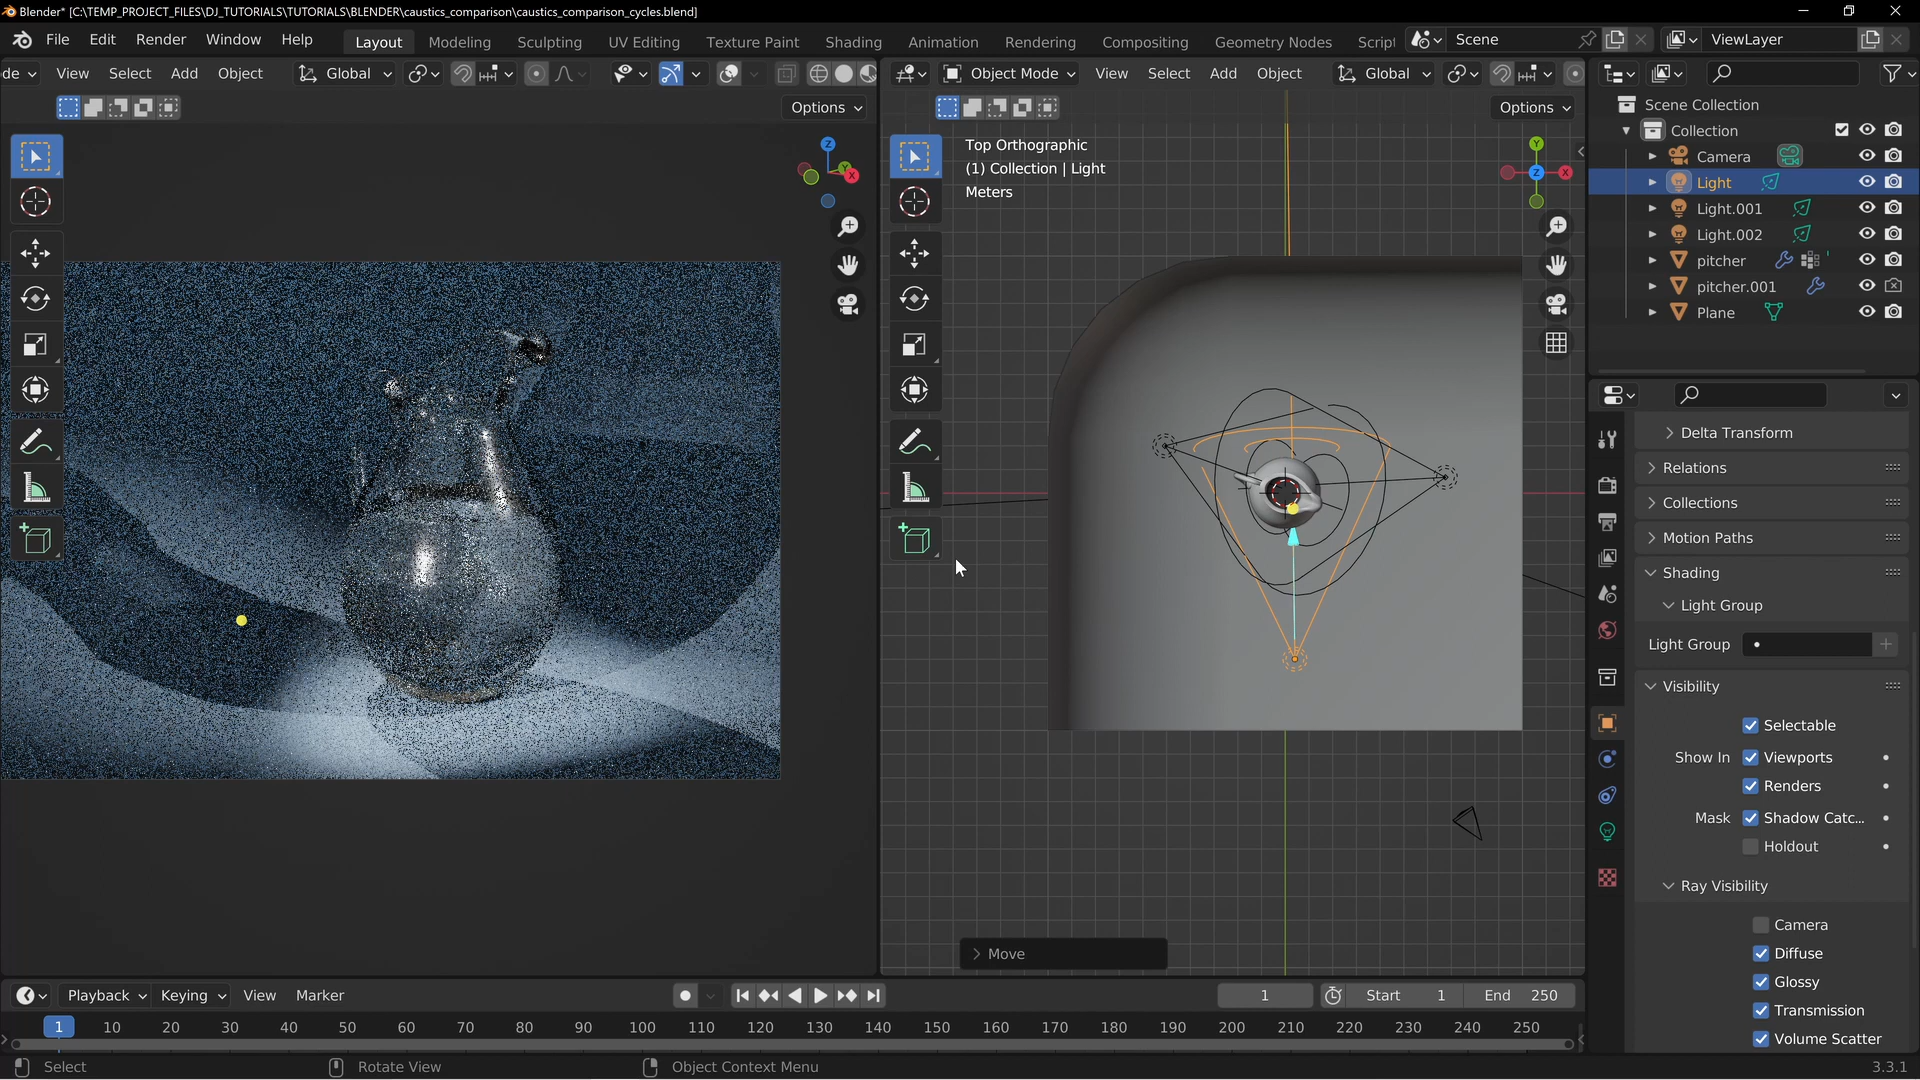 Blender* [C:\TEMP_PROJECT_FILES\DJ_TUTORIALS\TUTORIALS\BLENDER\caustics_comparison\caustics_comparison_cycles.blend]
File Edit Render Window Help Layout Modeling Sculpting UV Editing Texture Paint Shading Animation Rendering Compositing Geometry Nodes Script Scene ViewLayer
de View Select Add Object Global
Object Mode View Select Add Object Global
Options
Options
Top Orthographic
(1) Collection | Light
Meters
Z
Y
X
Y
Z
X
Scene Collection
Collection
Camera
Light
Light.001
Light.002
pitcher
pitcher.001
Plane
Delta Transform
Relations
Collections
Motion Paths
Shading
Light Group
Light Group
Visibility
Selectable
Show In Viewports
Renders
Mask Shadow Catc...
Holdout
Ray Visibility
Camera
Diffuse
Glossy
Transmission
Volume Scatter
Move
Playback Keying View Marker 1 Start 1 End 250
1 10 20 30 40 50 60 70 80 90 100 110 120 130 140 150 160 170 180 190 200 210 220 230 240 250
Select Rotate View Object Context Menu 3.3.1